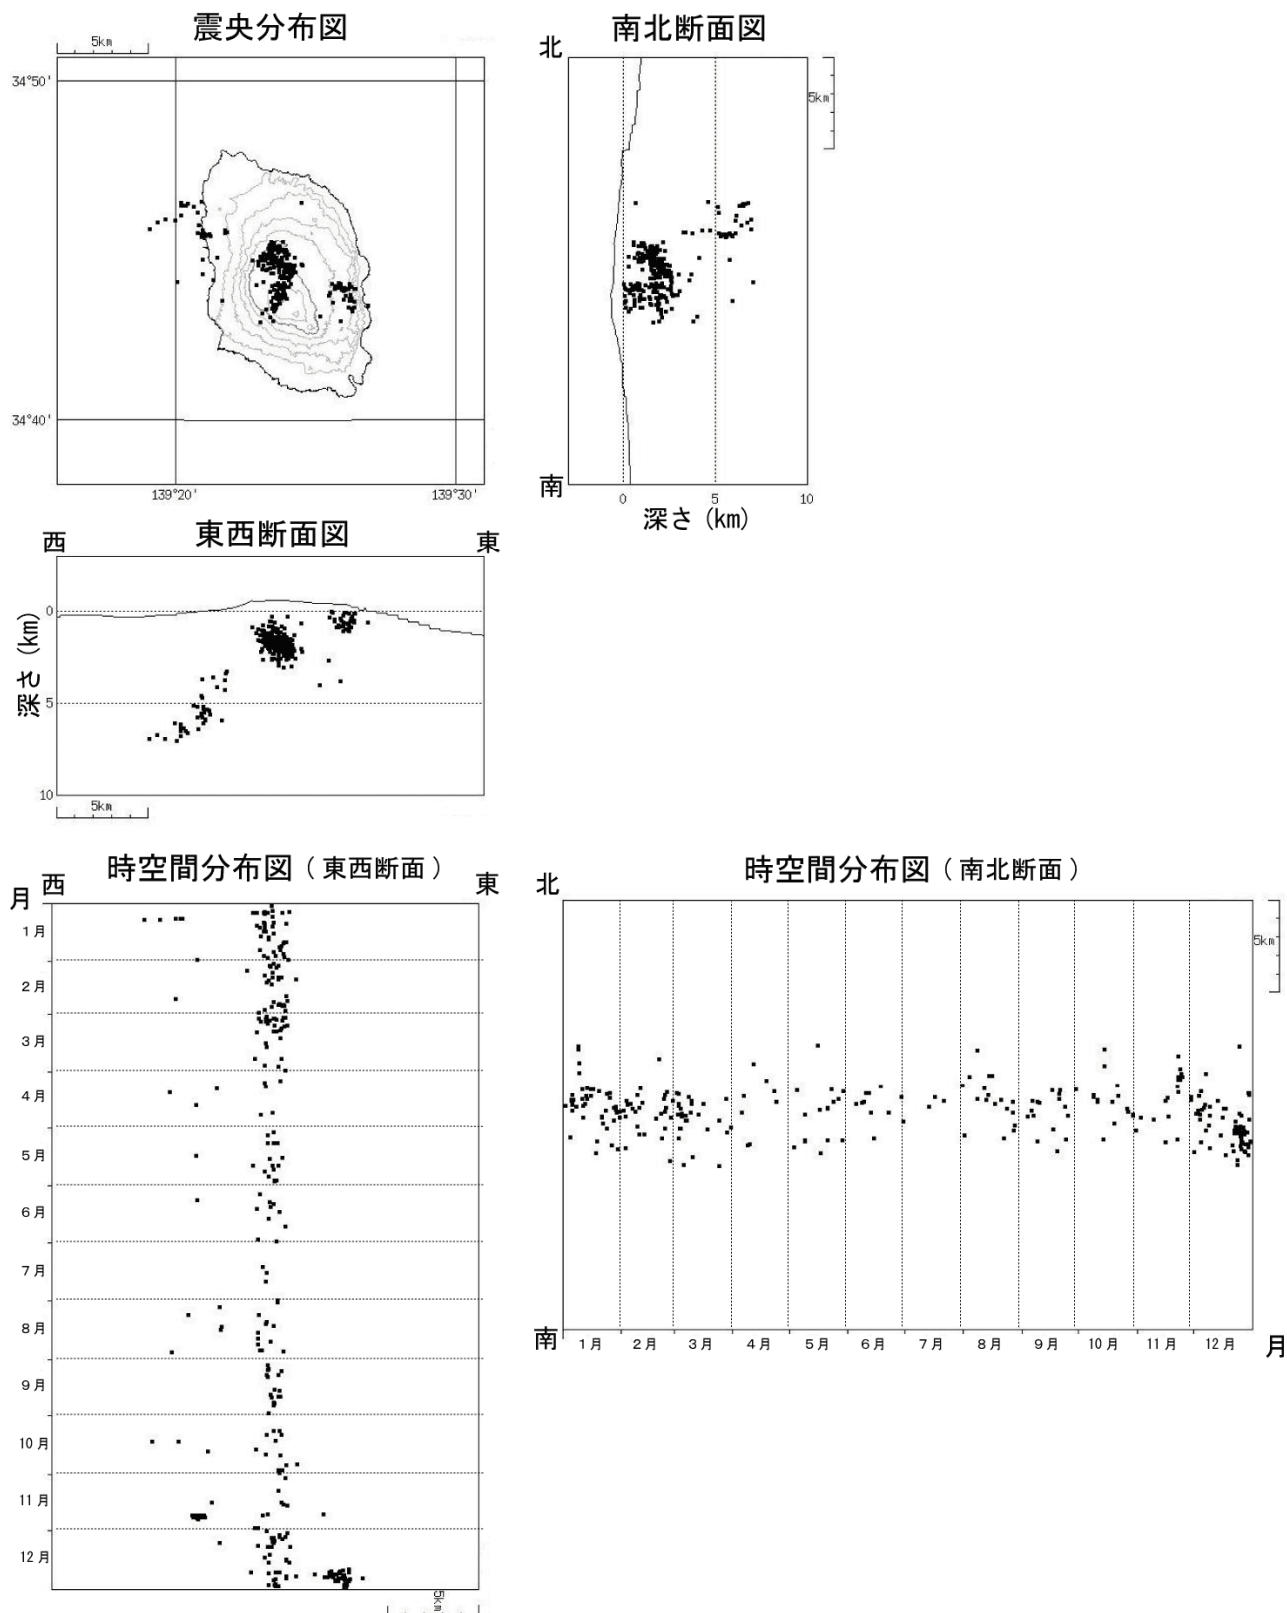 震央分布図
5km
34°50'
34°40'
139°20'
139°30'
南北断面図
北
5km
南
0
5
10
深さ (km)
東西断面図
西
東
深さ (km)
0
5
10
5km
時空間分布図 ( 東西断面 )
西
東
月
1月
2月
3月
4月
5月
6月
7月
8月
9月
10月
11月
12月
5km
時空間分布図 ( 南北断面 )
北
5km
南
1月
2月
3月
4月
5月
6月
7月
8月
9月
10月
11月
12月
月